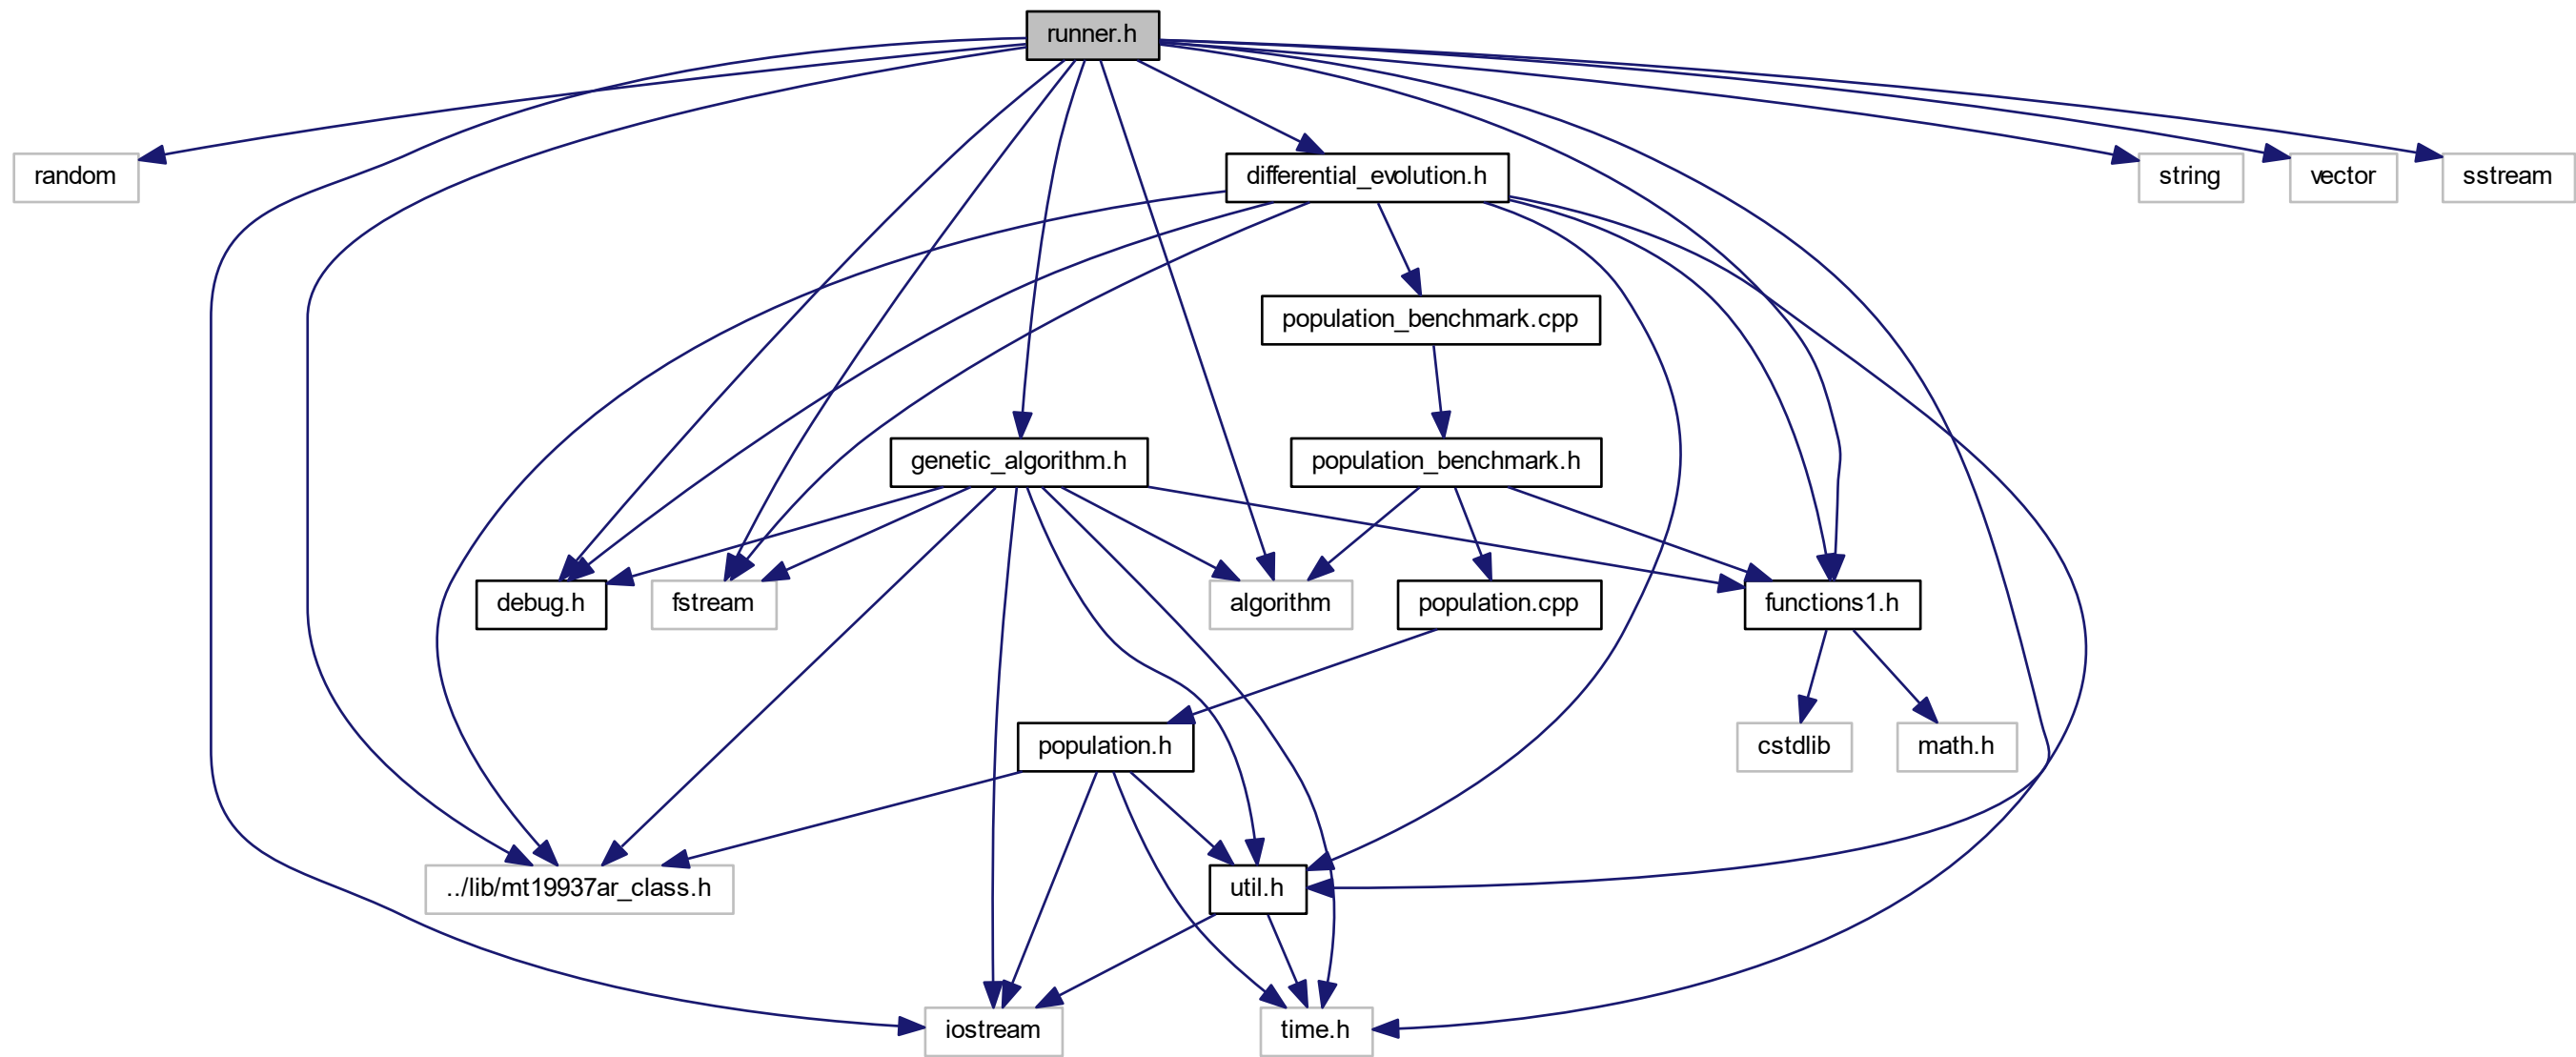 runner.h
random
differential_evolution.h
string
vector
sstream
population_benchmark.cpp
genetic_algorithm.h
population_benchmark.h
debug.h
fstream
algorithm
population.cpp
functions1.h
population.h
cstdlib
math.h
../lib/mt19937ar_class.h
util.h
iostream
time.h